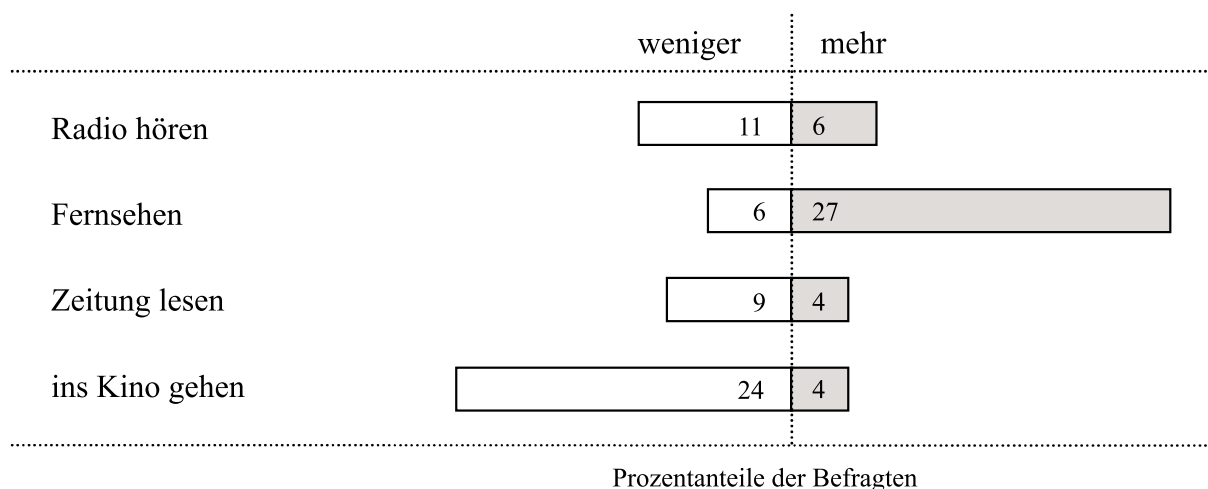 weniger mehr
Radio hören 11 6
Fernsehen 6 27
Zeitung lesen 9 4
ins Kino gehen 24 4
Prozentanteile der Befragten